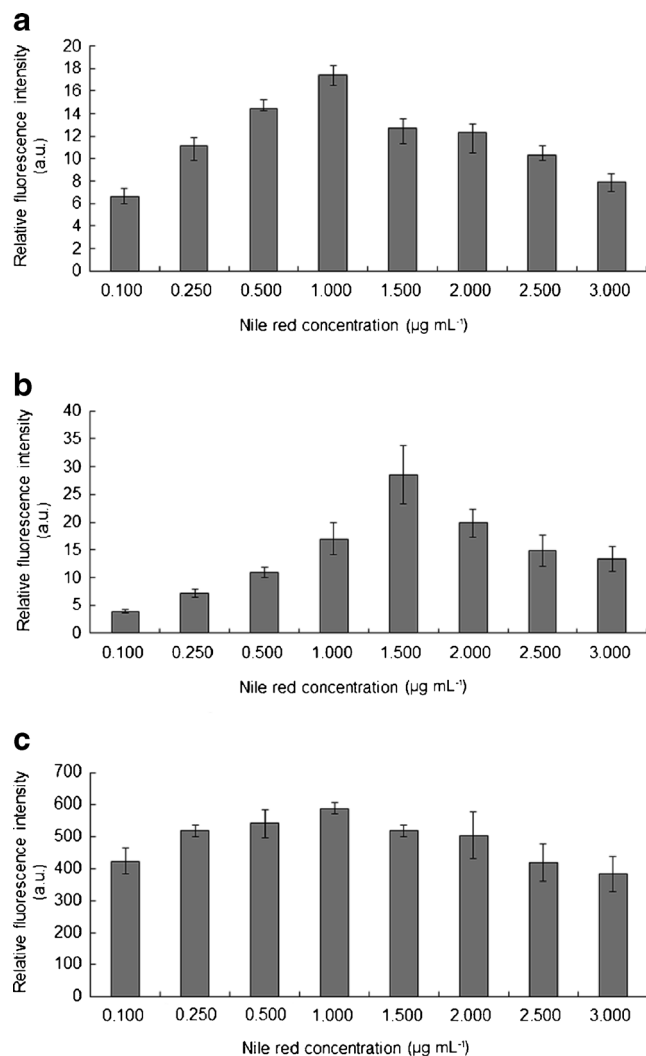 a
Relative fluorescence intensity
(a.u.)
20
18
16
14
12
10
8
6
4
2
0
0.100 0.250 0.500 1.000 1.500 2.000 2.500 3.000
Nile red concentration (µg mL⁻¹)
b
Relative fluorescence intensity
(a.u.)
40
35
30
25
20
15
10
5
0
0.100 0.250 0.500 1.000 1.500 2.000 2.500 3.000
Nile red concentration (µg mL⁻¹)
c
Relative fluorescence intensity
(a.u.)
700
600
500
400
300
200
100
0
0.100 0.250 0.500 1.000 1.500 2.000 2.500 3.000
Nile red concentration (µg mL⁻¹)